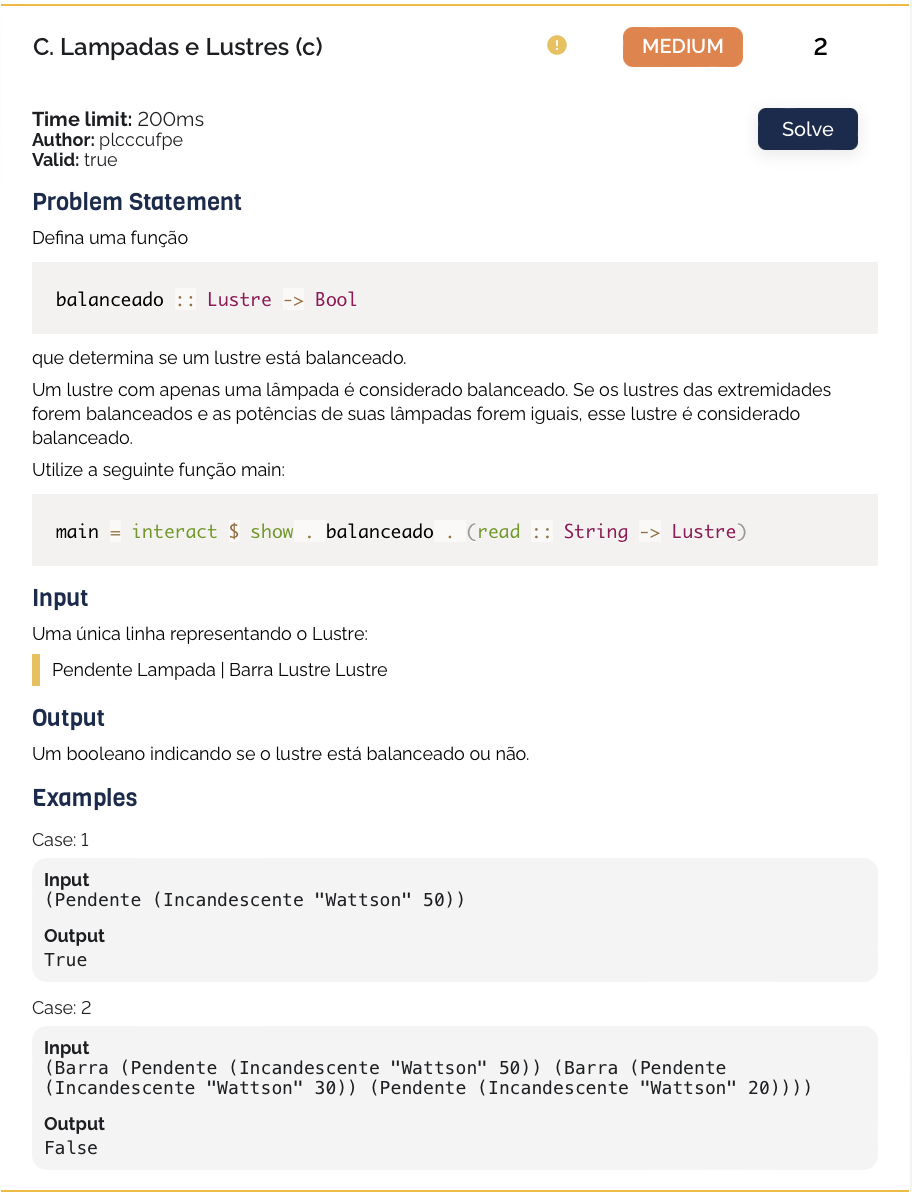 C. Lampadas e Lustres (c)
!
MEDIUM
2
Time limit: 200ms
Author: plcccufpe
Valid: true
Solve
Problem Statement
Defina uma função
balanceado :: Lustre -> Bool
que determina se um lustre está balanceado.
Um lustre com apenas uma lâmpada é considerado balanceado. Se os lustres das extremidades
forem balanceados e as potências de suas lâmpadas forem iguais, esse lustre é considerado
balanceado.
Utilize a seguinte função main:
main = interact $ show . balanceado . (read :: String -> Lustre)
Input
Uma única linha representando o Lustre:
Pendente Lampada | Barra Lustre Lustre
Output
Um booleano indicando se o lustre está balanceado ou não.
Examples
Case: 1
Input
(Pendente (Incandescente "Wattson" 50))
Output
True
Case: 2
Input
(Barra (Pendente (Incandescente "Wattson" 50)) (Barra (Pendente
(Incandescente "Wattson" 30)) (Pendente (Incandescente "Wattson" 20))))
Output
False